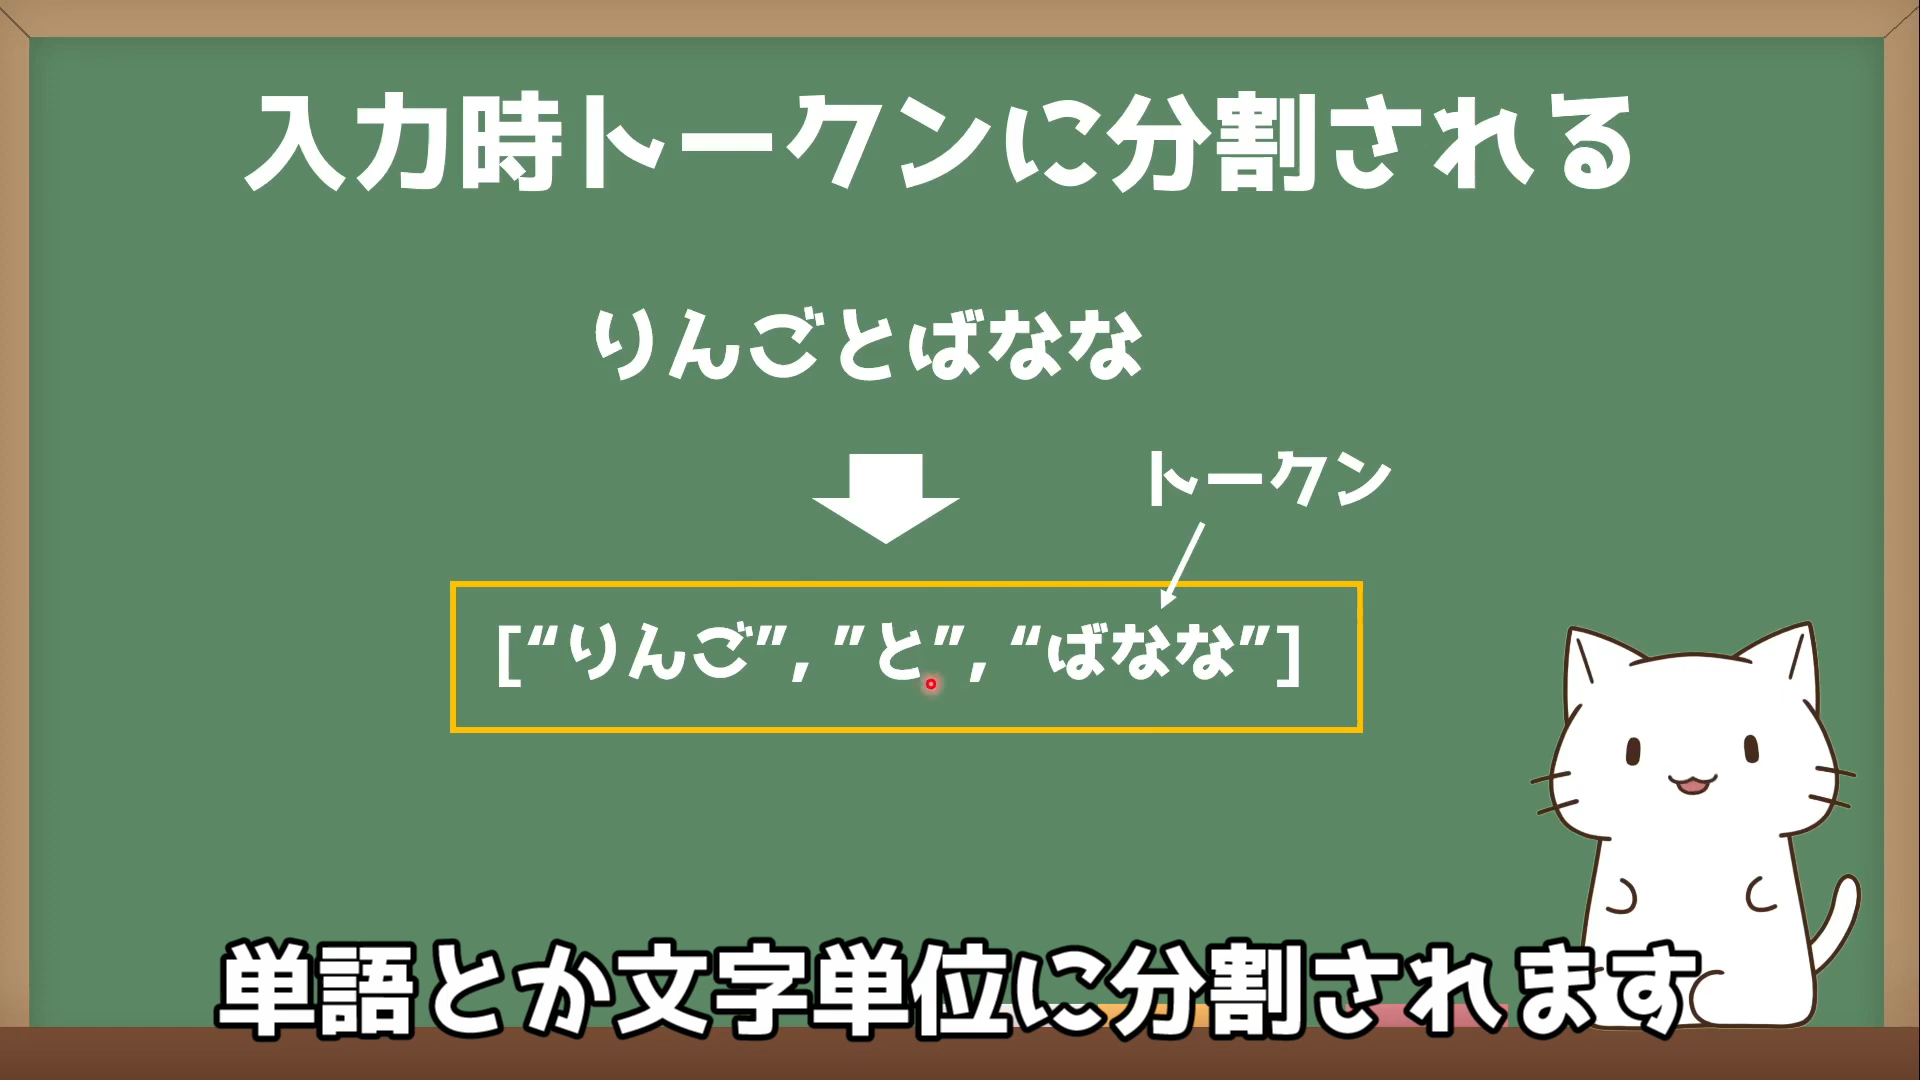 入力時トークンに分割される
りんごとばなな
トークン
[“りんご”, ”と”, “ばなな”]
単語とか文字単位に分割されます